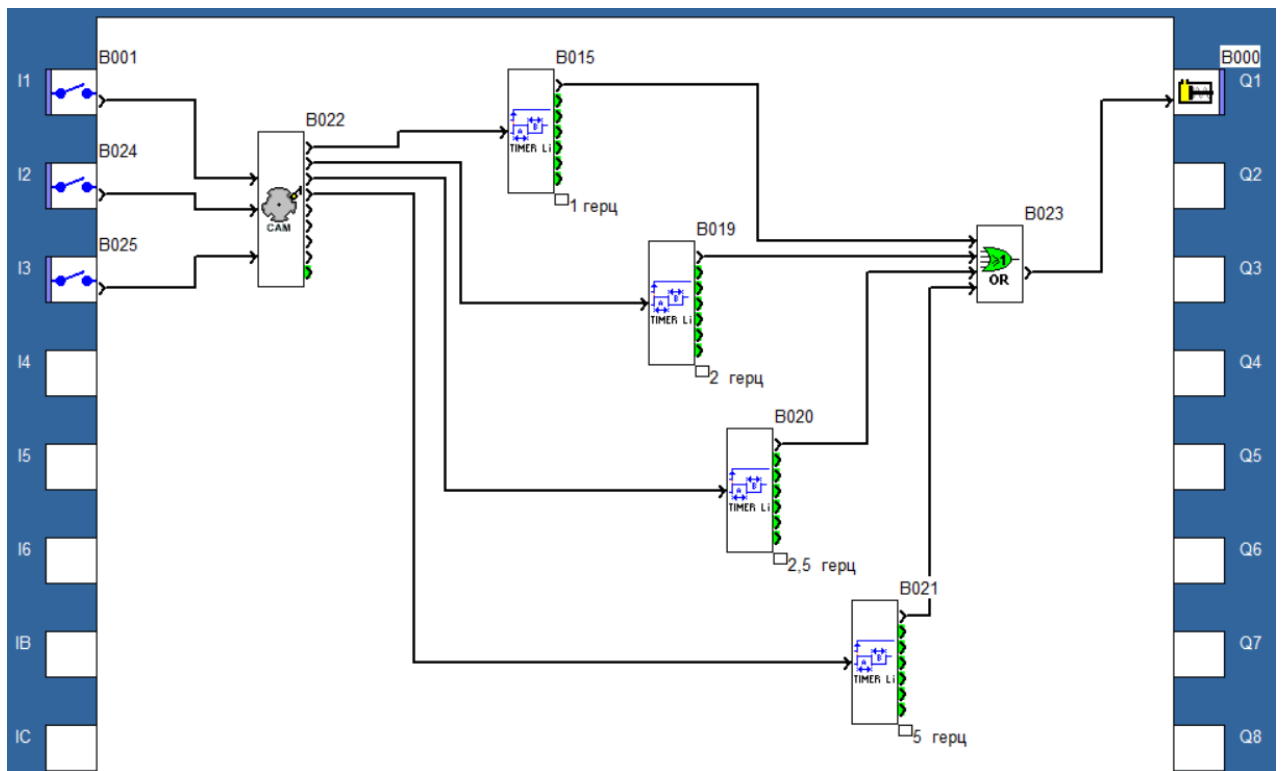 B001
B015
B000
I1
Q1
B022
B024
I2
CAM
TIMER Li
1 герц
Q2
B025
B019
B023
I3
OR
Q3
TIMER Li
2 герц
I4
Q4
B020
I5
TIMER Li
Q5
2,5 герц
I6
Q6
B021
IB
TIMER Li
Q7
5 герц
IC
Q8